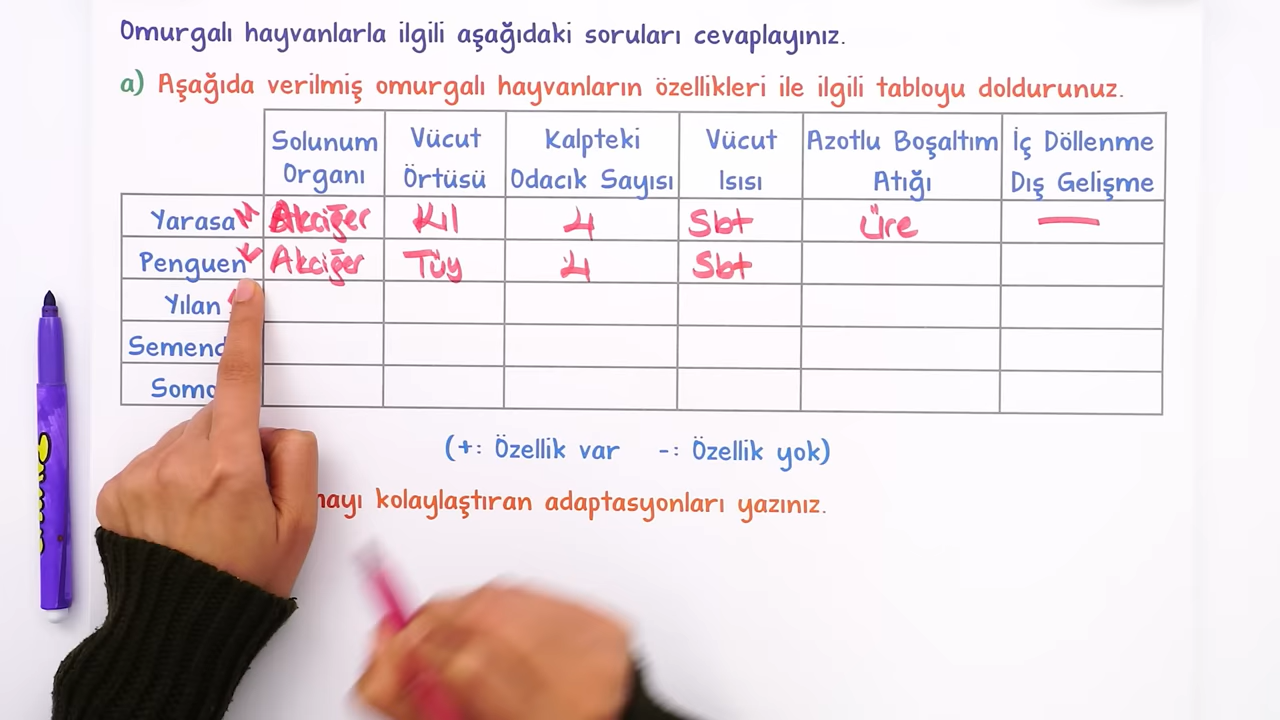 Omurgalı hayvanlarla ilgili aşağıdaki soruları cevaplayınız.
a) Aşağıda verilmiş omurgalı hayvanların özellikleri ile ilgili tabloyu doldurunuz.
Solunum Organı Vücut Örtüsü Kalpteki Odacık Sayısı Vücut Isısı Azotlu Boşaltım Atığı İç Döllenme Dış Gelişme
Yarasa M Akciğer Kıl 4 Sbt Üre —
Penguen K Akciğer Tüy 4 Sbt
Yılan
Semend
Somo
(+: Özellik var -: Özellik yok)
kolaylaştıran adaptasyonları yazınız.